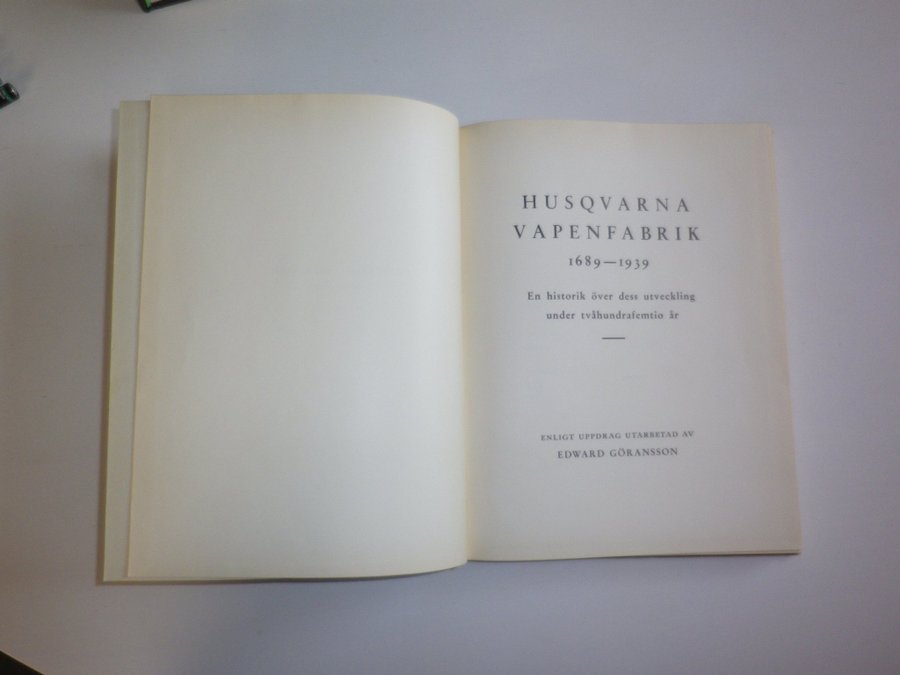 HUSQVARNA
VAPENFABRIK
1689—1939
En historik över dess utveckling
under tvåhundrafemtio år
ENLIGT UPPDRAG UTARBETAD AV
EDWARD GÖRANSSON